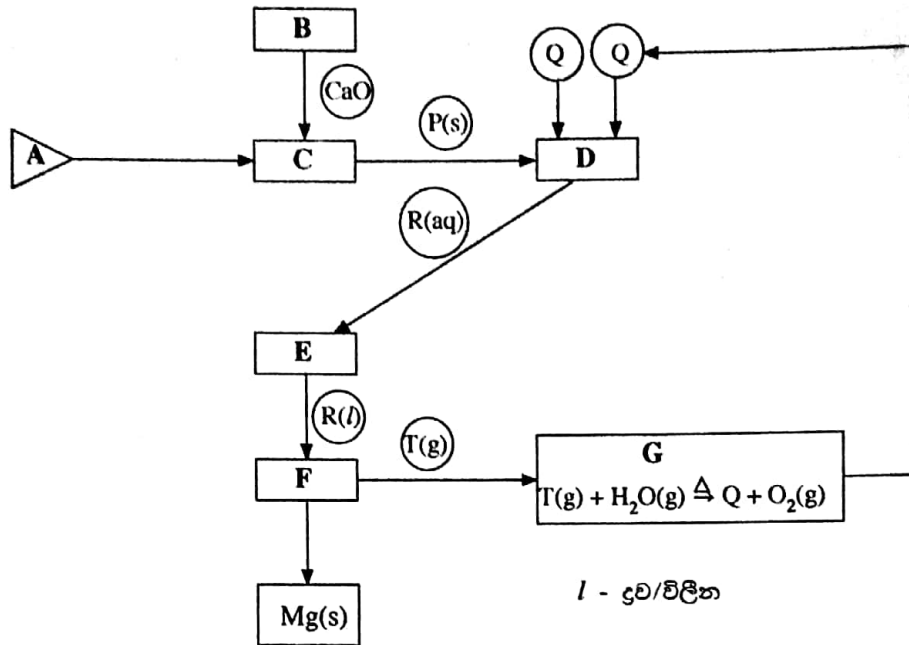 B
Q Q
CaO
P(s)
A
C
D
R(aq)
E
R(l)
T(g)
G
F
T(g) + H₂O(g) ≜ Q + O₂(g)
l - ද්‍රව/විලීන
Mg(s)